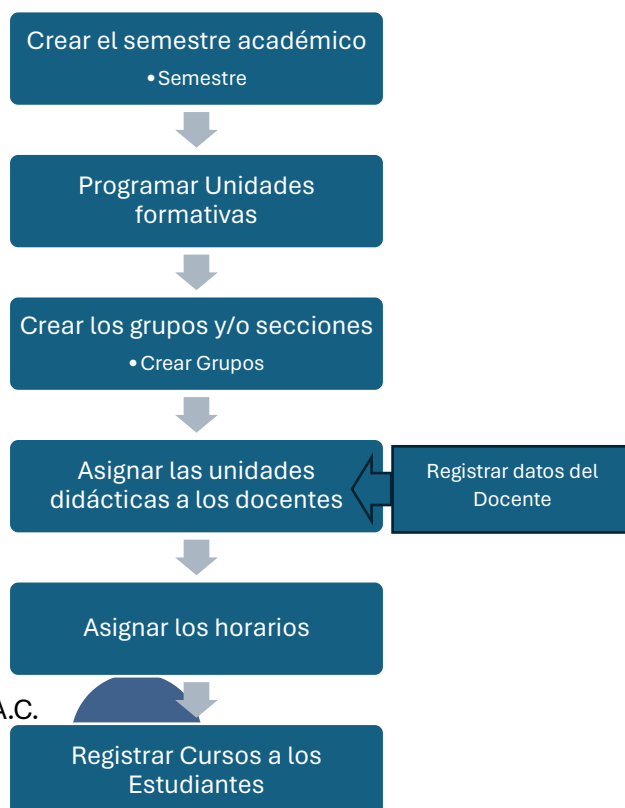 Crear el semestre académico
• Semestre
Programar Unidades
formativas
Crear los grupos y/o secciones
• Crear Grupos
Asignar las unidades
didácticas a los docentes
Registrar datos del
Docente
Asignar los horarios
A.C.
Registrar Cursos a los
Estudiantes